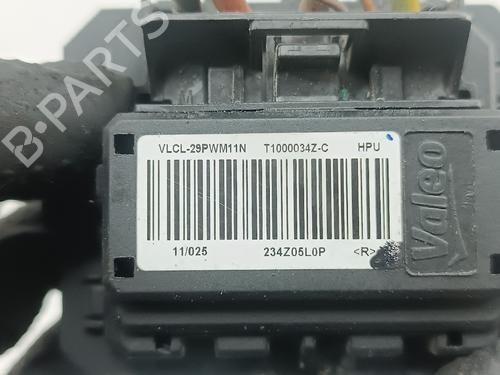 VLCL-29PWM11N T1000034Z-C HPU
11/025 234Z05L0P <R>
Valeo
B-PARTS